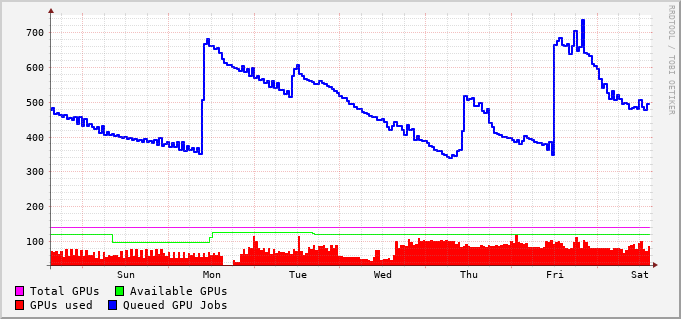 700
600
500
400
300
200
100
Sun Mon Tue Wed Thu Fri Sat
Total GPUs Available GPUs
GPUs used Queued GPU Jobs
RRDTOOL / TOBI OETIKER